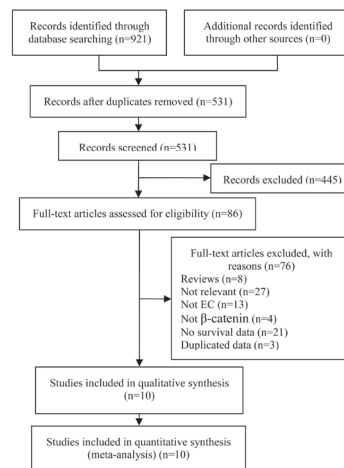 Records identified through
database searching (n=921)
Additional records identified
through other sources (n=0)
Records after duplicates removed (n=531)
Records screened (n=531)
Records excluded (n=445)
Full-text articles assessed for eligibility (n=86)
Full-text articles excluded, with
reasons (n=76)
Reviews (n=8)
Not relevant (n=27)
Not EC (n=13)
Not β-catenin (n=4)
No survival data (n=21)
Duplicated data (n=3)
Studies included in qualitative synthesis
(n=10)
Studies included in quantitative synthesis
(meta-analysis) (n=10)